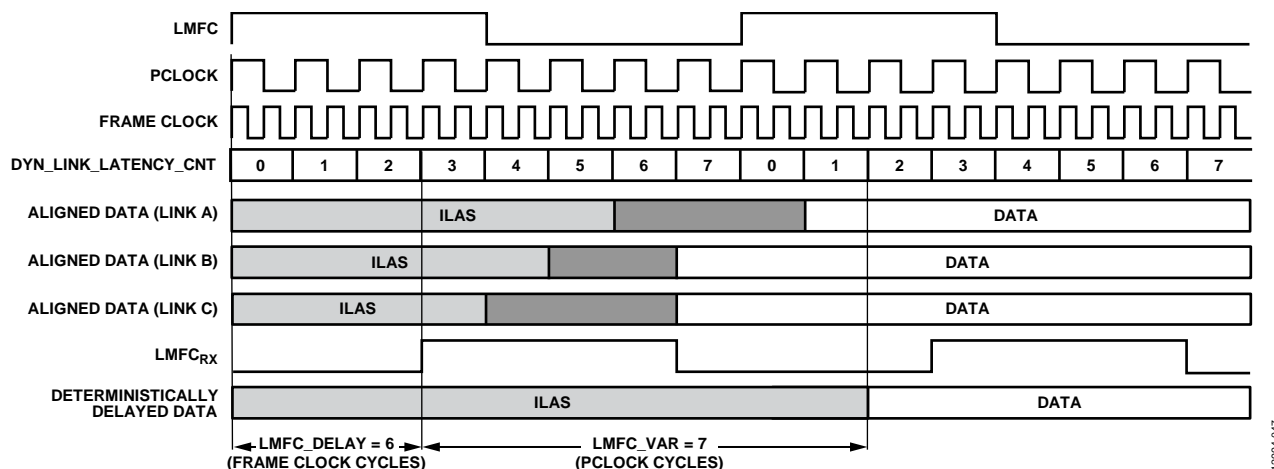 LMFC
PCLOCK
FRAME CLOCK
DYN_LINK_LATENCY_CNT 0 1 2 3 4 5 6 7 0 1 2 3 4 5 6 7
ALIGNED DATA (LINK A) ILAS DATA
ALIGNED DATA (LINK B) ILAS DATA
ALIGNED DATA (LINK C) ILAS DATA
LMFCRX
DETERMINISTICALLY
DELAYED DATA
ILAS DATA
LMFC_DELAY = 6
(FRAME CLOCK CYCLES)
LMFC_VAR = 7
(PCLOCK CYCLES)